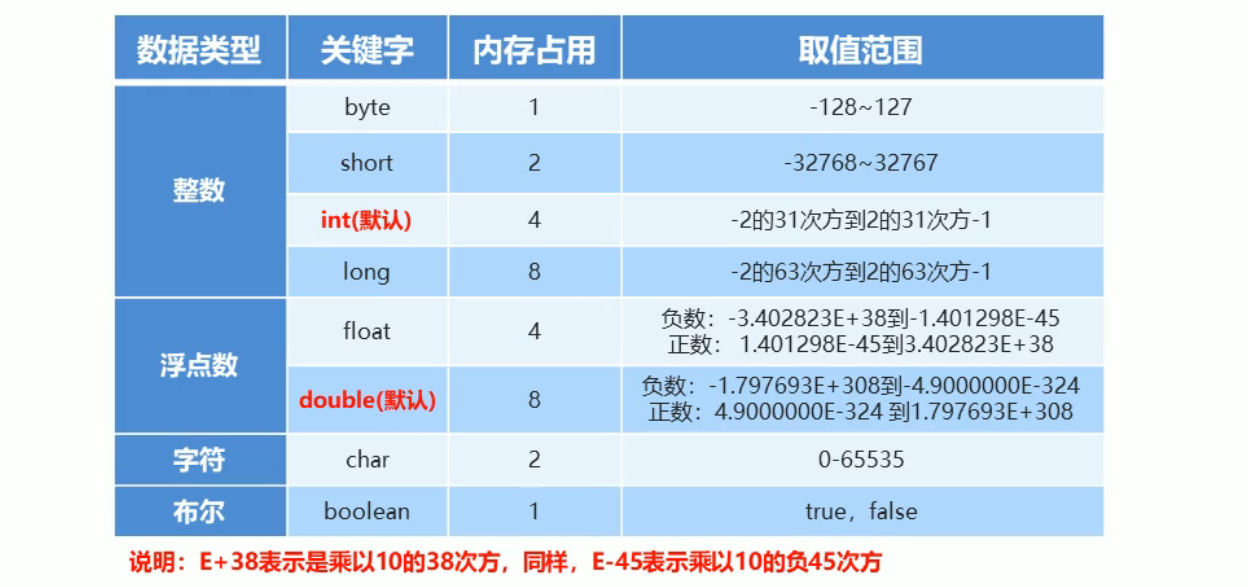 数据类型 关键字 内存占用 取值范围
整数
byte 1 -128~127
short 2 -32768~32767
int(默认) 4 -2的31次方到2的31次方-1
long 8 -2的63次方到2的63次方-1
浮点数
float 4 负数：-3.402823E+38到-1.401298E-45
正数： 1.401298E-45到3.402823E+38
double(默认) 8 负数：-1.797693E+308到-4.9000000E-324
正数：4.9000000E-324 到1.797693E+308
字符 char 2 0-65535
布尔 boolean 1 true，false
说明：E+38表示是乘以10的38次方，同样，E-45表示乘以10的负45次方